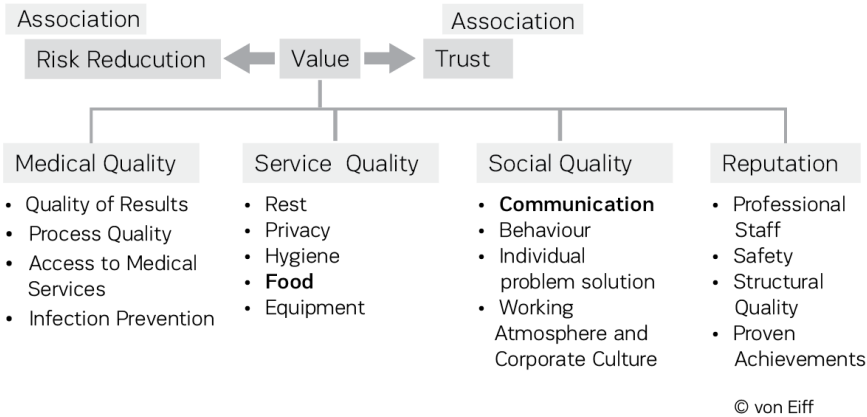 Association
Association
Risk Reducution
Value
Trust
Medical Quality
• Quality of Results
• Process Quality
• Access to Medical
Services
• Infection Prevention
Service Quality
• Rest
• Privacy
• Hygiene
• Food
• Equipment
Social Quality
• Communication
• Behaviour
• Individual
problem solution
• Working
Atmosphere and
Corporate Culture
Reputation
• Professional
Staff
• Safety
• Structural
Quality
• Proven
Achievements
© von Eiff